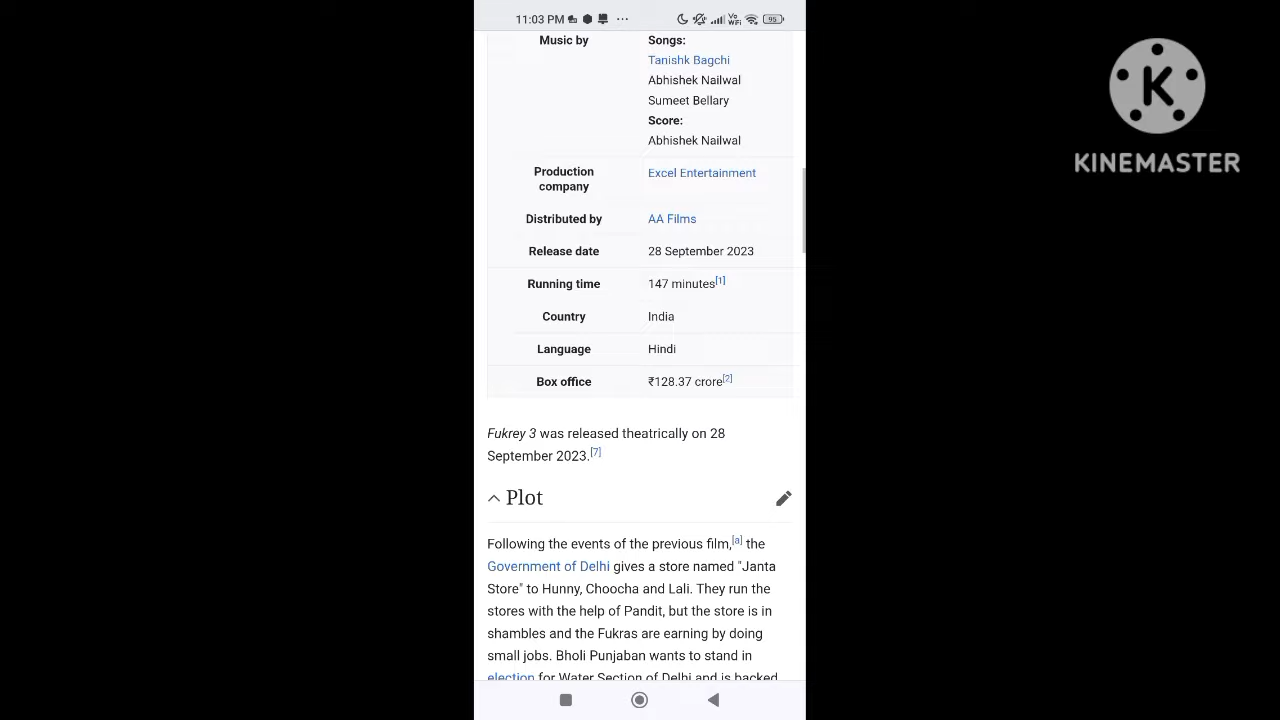 11:03 PM
Vo
WiFi
95
Music by
Songs:
Tanishk Bagchi
Abhishek Nailwal
Sumeet Bellary
Score:
Abhishek Nailwal
Production
company
Excel Entertainment
Distributed by
AA Films
Release date
28 September 2023
Running time
147 minutes[1]
Country
India
Language
Hindi
Box office
₹128.37 crore[2]
Fukrey 3 was released theatrically on 28
September 2023.[7]
Plot
Following the events of the previous film,[a] the
Government of Delhi gives a store named "Janta
Store" to Hunny, Choocha and Lali. They run the
stores with the help of Pandit, but the store is in
shambles and the Fukras are earning by doing
small jobs. Bholi Punjaban wants to stand in
election for Water Section of Delhi and is backed
K
KINEMASTER